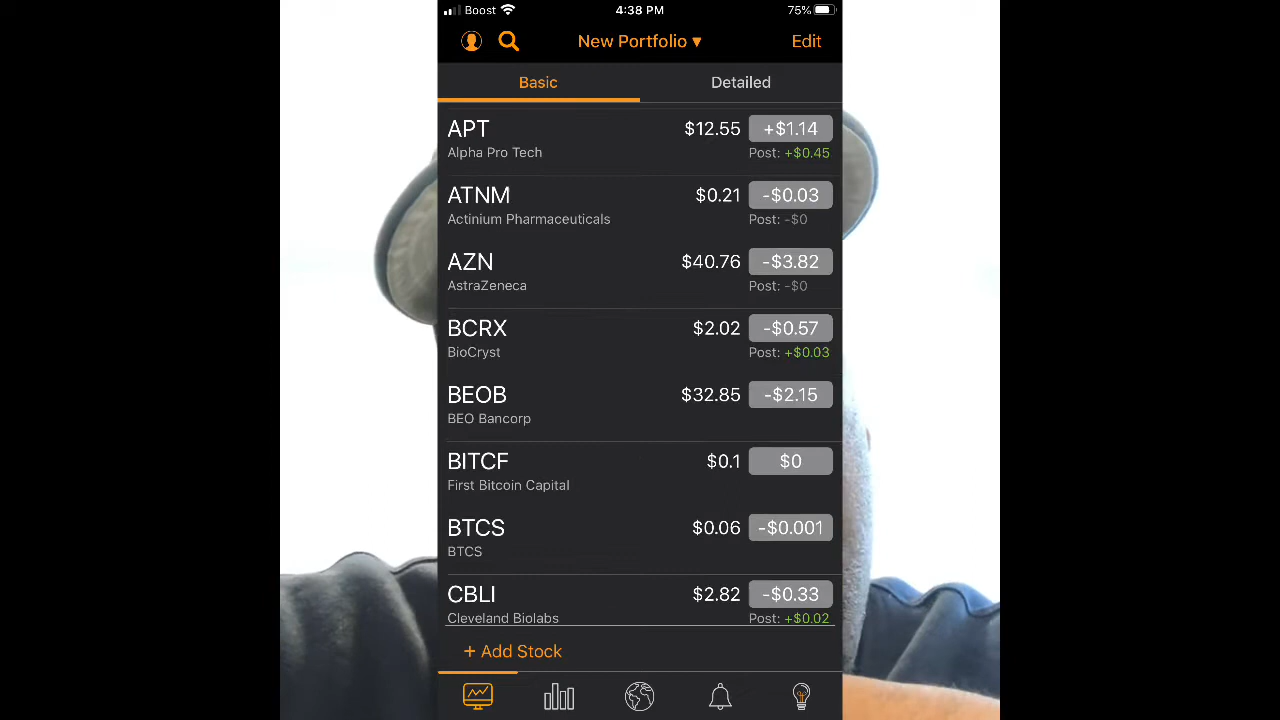 Boost 4:38 PM 75%
New Portfolio ▾ Edit
Basic Detailed
APT $12.55 +$1.14
Alpha Pro Tech Post: +$0.45
ATNM $0.21 -$0.03
Actinium Pharmaceuticals Post: -$0
AZN $40.76 -$3.82
AstraZeneca Post: -$0
BCRX $2.02 -$0.57
BioCryst Post: +$0.03
BEOB $32.85 -$2.15
BEO Bancorp
BITCF $0.1 $0
First Bitcoin Capital
BTCS $0.06 -$0.001
BTCS
CBLI $2.82 -$0.33
Cleveland Biolabs Post: +$0.02
+ Add Stock